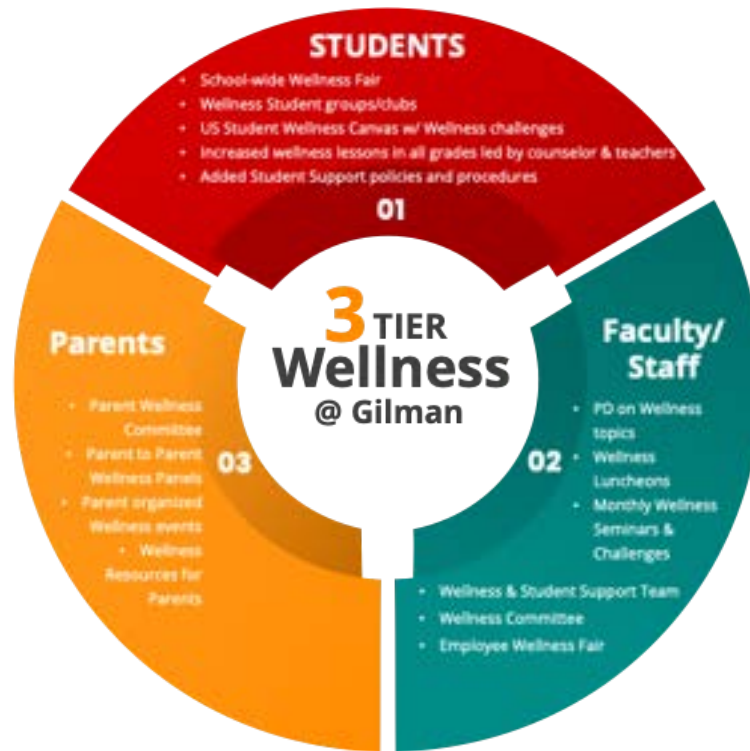 STUDENTS
• School-wide Wellness Fair
• Wellness Student groups/clubs
• US Student Wellness Canvas w/ Wellness challenges
• Increased wellness lessons in all grades led by counselor & teachers
• Added Student Support policies and procedures
01
3 TIER
Wellness
@ Gilman
Faculty/
Staff
• PD on Wellness
topics
• Wellness
Luncheons
• Monthly Wellness
Seminars &
Challenges
02
• Wellness & Student Support Team
• Wellness Committee
• Employee Wellness Fair
Parents
• Parent Wellness
Committee
• Parent to Parent
Wellness Panels
• Parent organized
Wellness events
• Wellness
Resources for
Parents
03